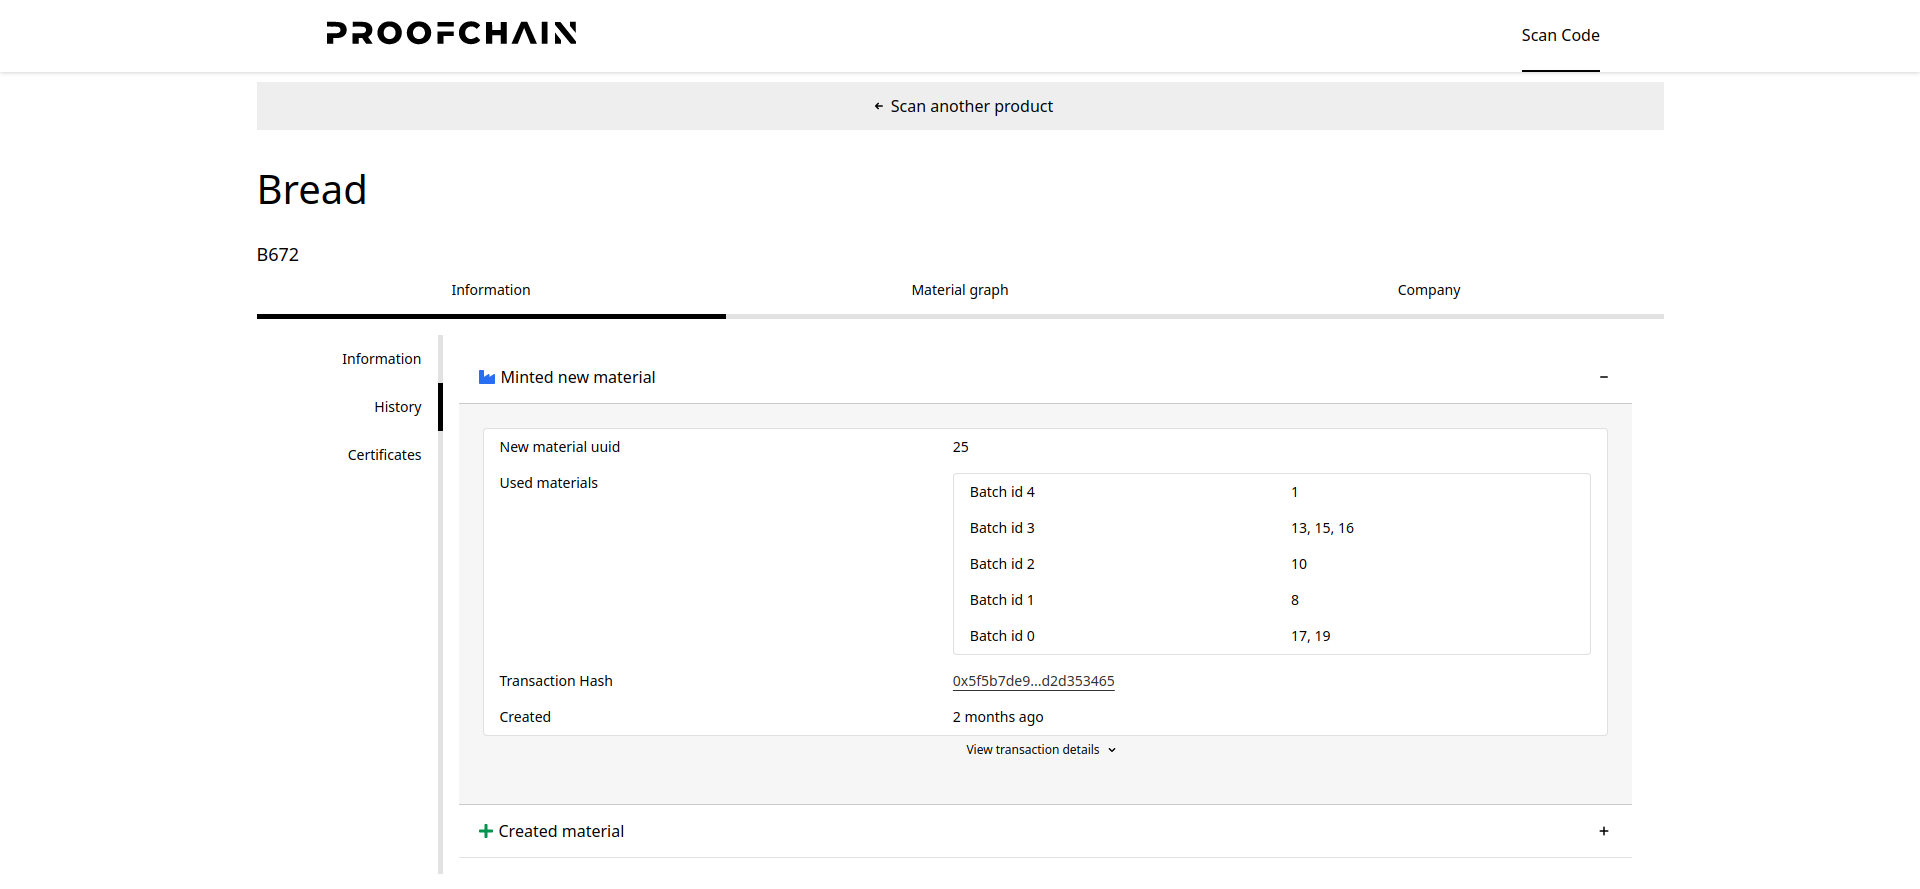 PROOFCHAIN
Scan Code
← Scan another product
Bread
B672
Information Material graph Company
Information
History
Certificates
Minted new material −
New material uuid 25
Used materials
Batch id 4 1
Batch id 3 13, 15, 16
Batch id 2 10
Batch id 1 8
Batch id 0 17, 19
Transaction Hash 0x5f5b7de9...d2d353465
Created 2 months ago
View transaction details
Created material +